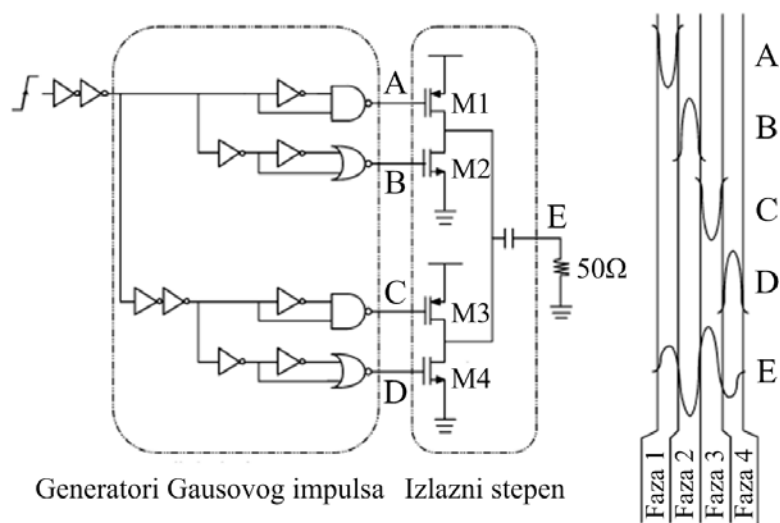 A
M1
B
M2
E
50Ω
C
M3
D
M4
Generatori Gausovog impulsa
Izlazni stepen
A
B
C
D
E
Faza 1
Faza 2
Faza 3
Faza 4